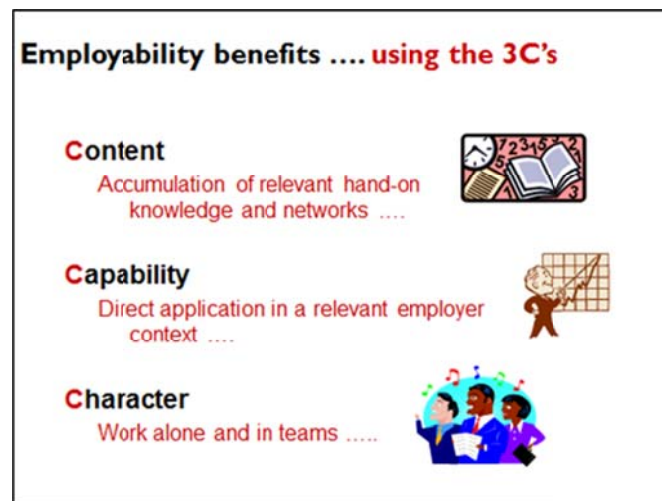 Employability benefits .... using the 3C's
Content
Accumulation of relevant hand-on
knowledge and networks ....
Capability
Direct application in a relevant employer
context ....
Character
Work alone and in teams .....